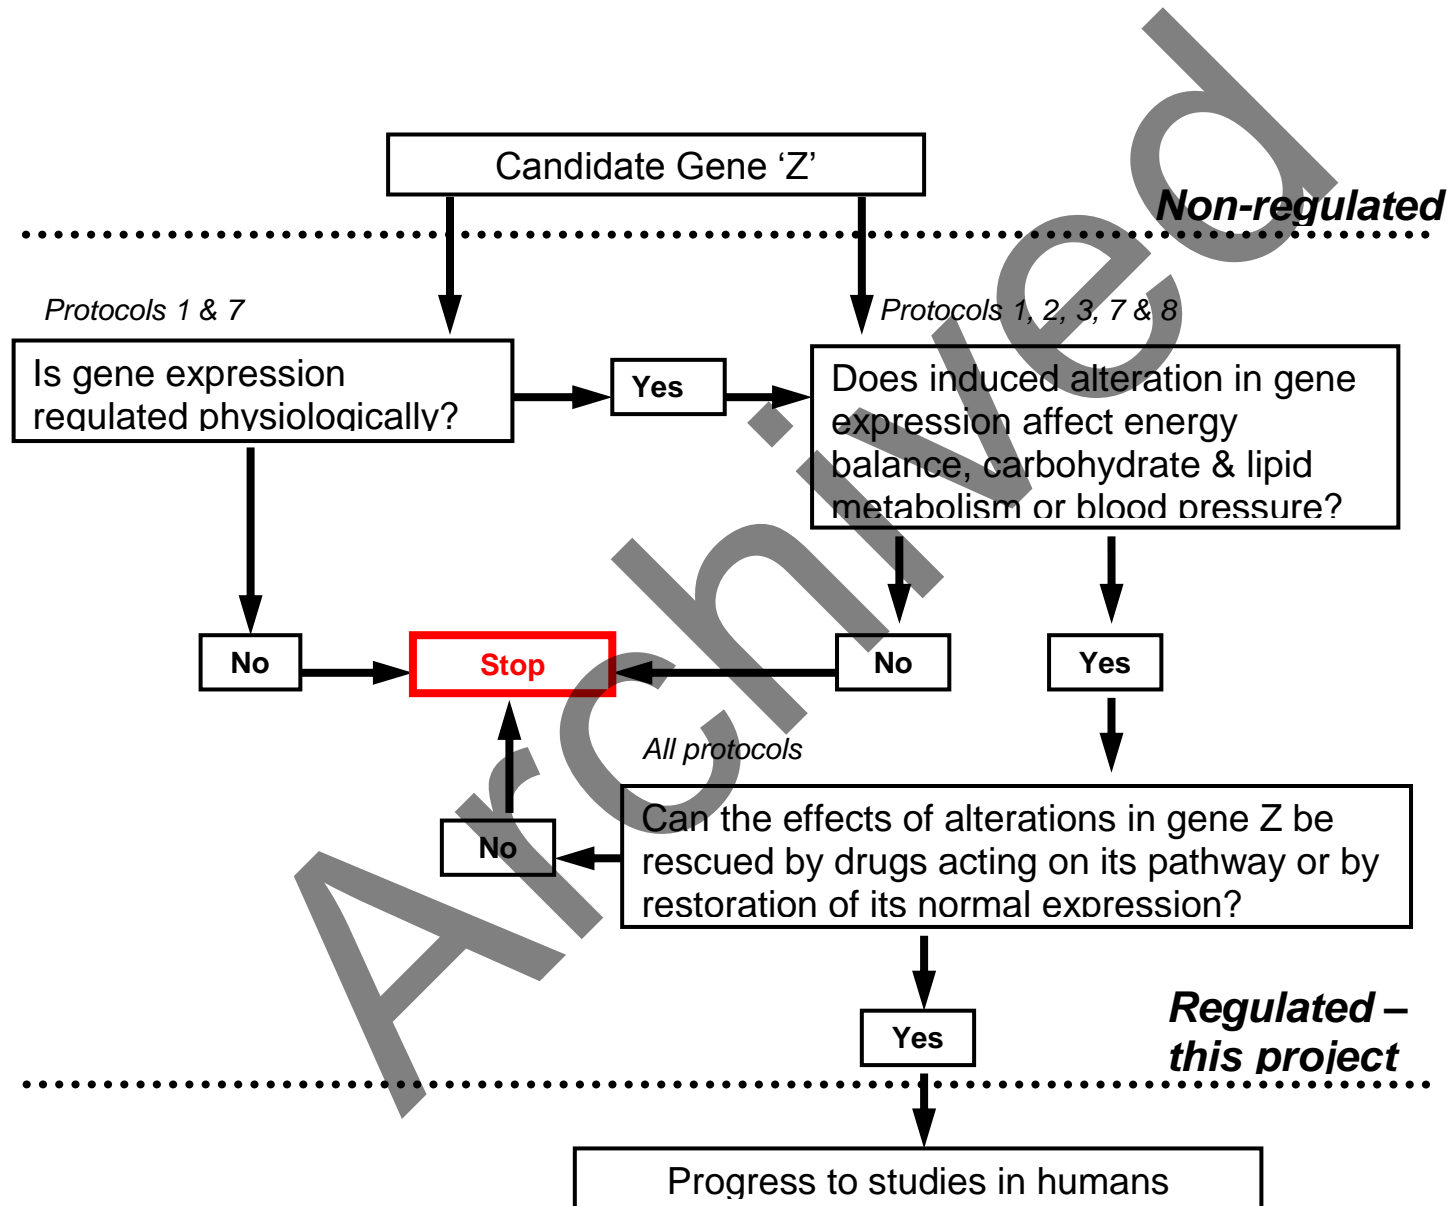 Candidate Gene ‘Z’
Non-regulated
Protocols 1 & 7
Protocols 1, 2, 3, 7 & 8
Is gene expression
regulated physiologically?
Yes
Does induced alteration in gene
expression affect energy
balance, carbohydrate & lipid
metabolism or blood pressure?
No
Stop
No
Yes
All protocols
No
Can the effects of alterations in gene Z be
rescued by drugs acting on its pathway or by
restoration of its normal expression?
Yes
Regulated –
this project
Progress to studies in humans
Archived